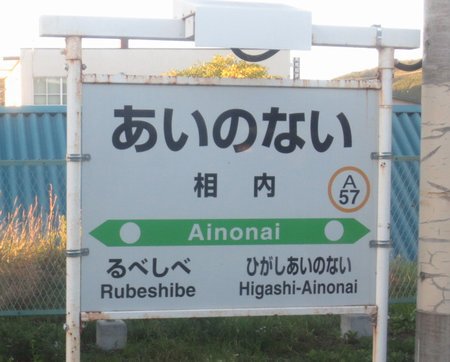 あいのない
相内
A
57
Ainonai
るべしべ
Rubeshibe
ひがしあいのない
Higashi-Ainonai